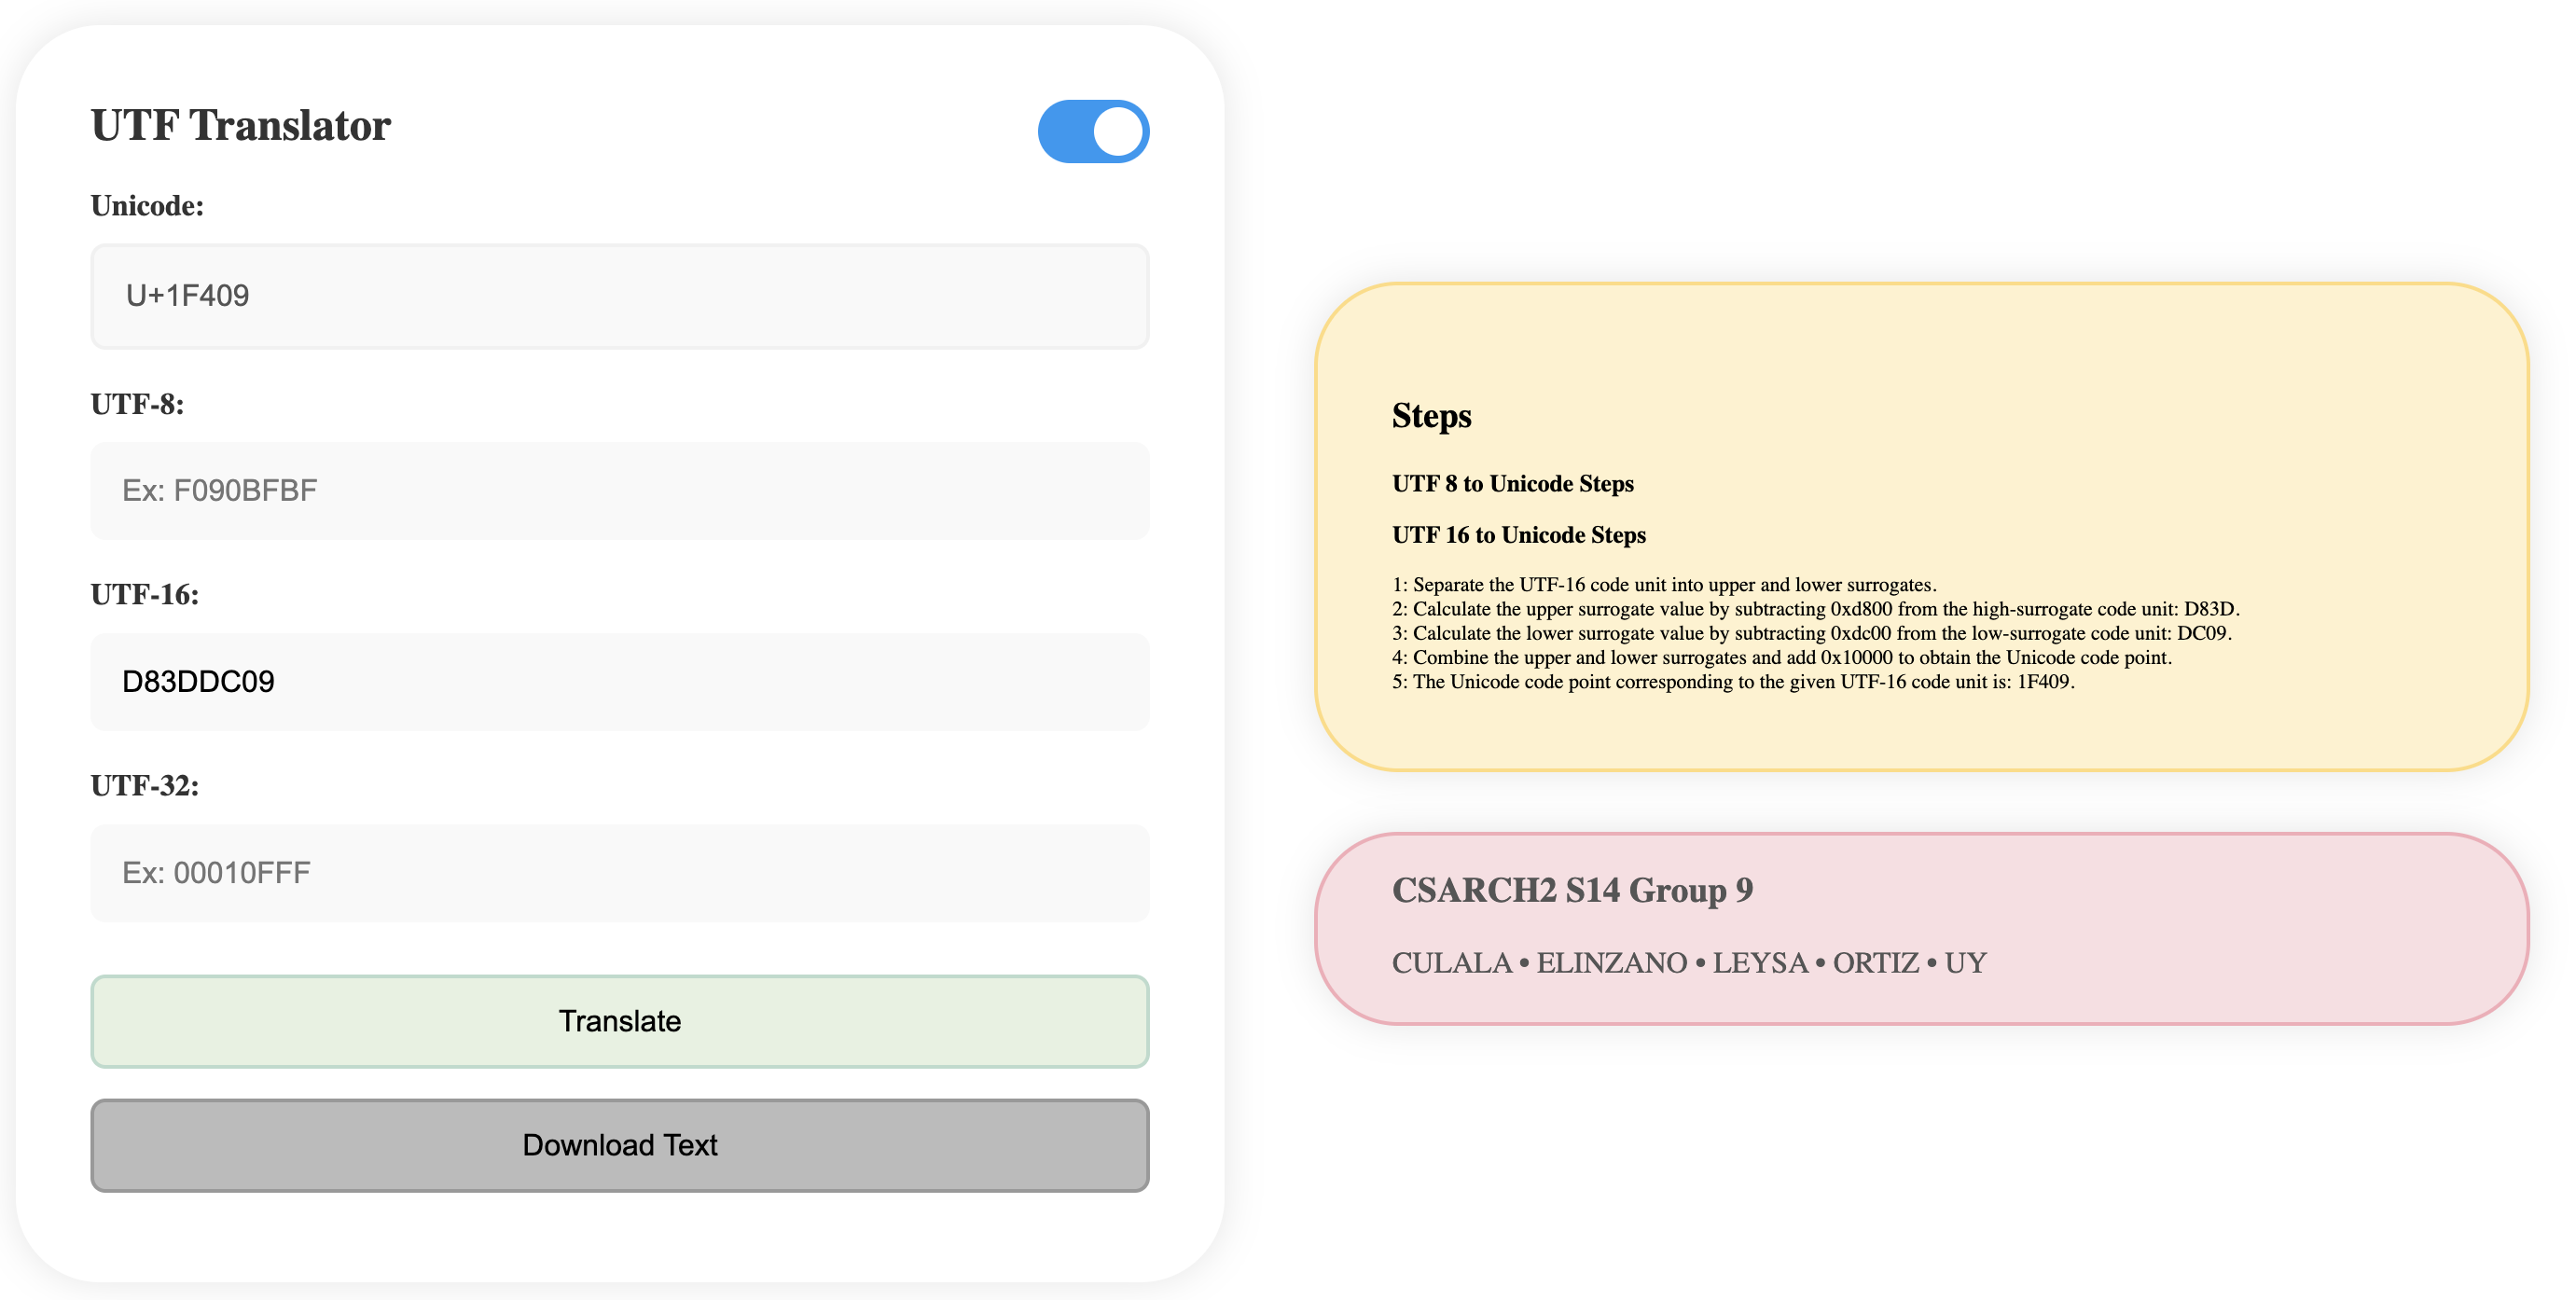 UTF Translator
Unicode:
U+1F409
UTF-8:
Ex: F090BFBF
UTF-16:
D83DDC09
UTF-32:
Ex: 00010FFF
Translate
Download Text
Steps
UTF 8 to Unicode Steps
UTF 16 to Unicode Steps
1: Separate the UTF-16 code unit into upper and lower surrogates.
2: Calculate the upper surrogate value by subtracting 0xd800 from the high-surrogate code unit: D83D.
3: Calculate the lower surrogate value by subtracting 0xdc00 from the low-surrogate code unit: DC09.
4: Combine the upper and lower surrogates and add 0x10000 to obtain the Unicode code point.
5: The Unicode code point corresponding to the given UTF-16 code unit is: 1F409.
CSARCH2 S14 Group 9
CULALA • ELINZANO • LEYSA • ORTIZ • UY